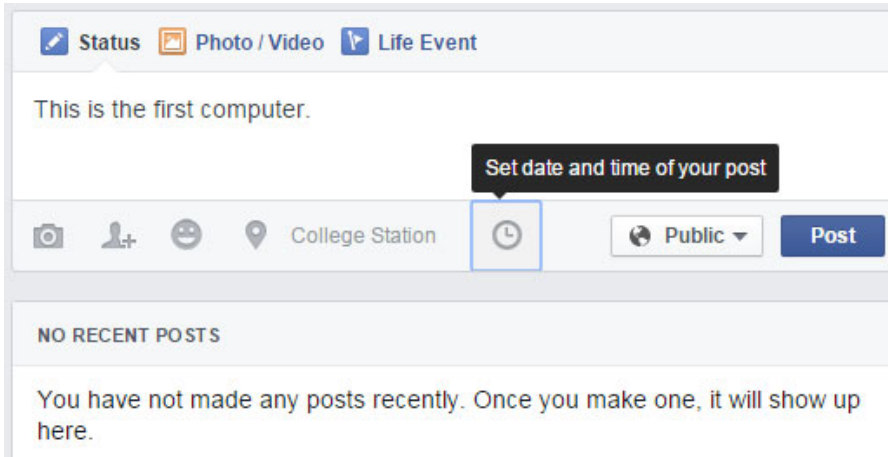 Status Photo / Video Life Event
This is the first computer.
Set date and time of your post
College Station Public Post
NO RECENT POSTS
You have not made any posts recently. Once you make one, it will show up
here.